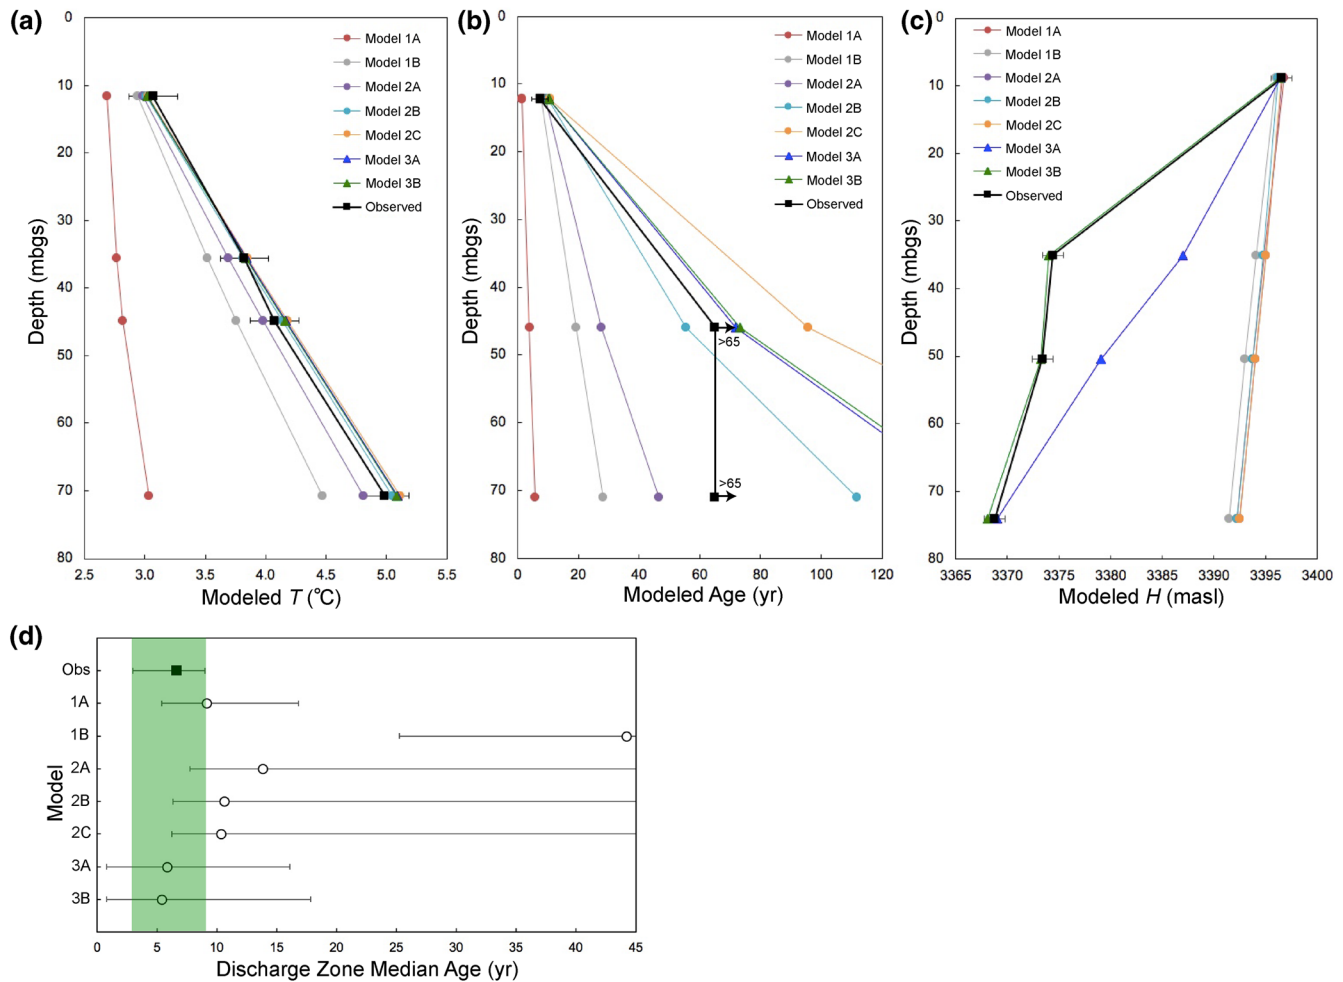 (a)
0
10
20
30
40
50
60
70
80
Depth (mbgs)
2.5 3.0 3.5 4.0 4.5 5.0 5.5
Modeled T (°C)
Model 1A
Model 1B
Model 2A
Model 2B
Model 2C
Model 3A
Model 3B
Observed
(b)
0
10
20
30
40
50
60
70
80
Depth (mbgs)
0 20 40 60 80 100 120
Modeled Age (yr)
Model 1A
Model 1B
Model 2A
Model 2B
Model 2C
Model 3A
Model 3B
Observed
>65
>65
(c)
0
10
20
30
40
50
60
70
80
Depth (mbgs)
3365 3370 3375 3380 3385 3390 3395 3400
Modeled H (masl)
Model 1A
Model 1B
Model 2A
Model 2B
Model 2C
Model 3A
Model 3B
Observed
(d)
Obs
1A
1B
2A
2B
2C
3A
3B
Model
0 5 10 15 20 25 30 35 40 45
Discharge Zone Median Age (yr)